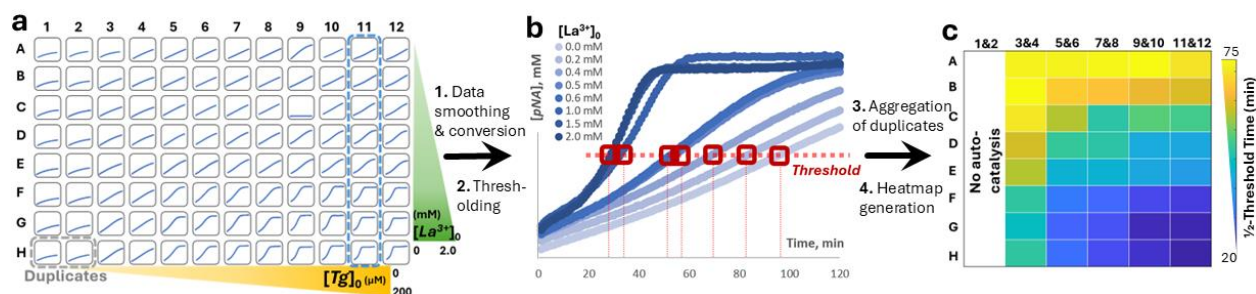 a
1 2 3 4 5 6 7 8 9 10 11 12
A
B
C
D
E
F
G
H
Duplicates
(mM)
[La³⁺]₀
0 2.0
[Tg]₀ (µM)
0
200
1. Data
smoothing
& conversion
2. Thresh-
olding
b
[La³⁺]₀
0.0 mM
0.2 mM
0.4 mM
0.5 mM
0.6 mM
1.0 mM
1.5 mM
2.0 mM
[pNA], mM
Threshold
Time, min
0 20 40 60 80 100 120
3. Aggregation
of duplicates
4. Heatmap
generation
c
1&2 3&4 5&6 7&8 9&10 11&12
A
B
C
D
E
F
G
H
No auto-
catalysis
75
½-Threshold Time (min)
20